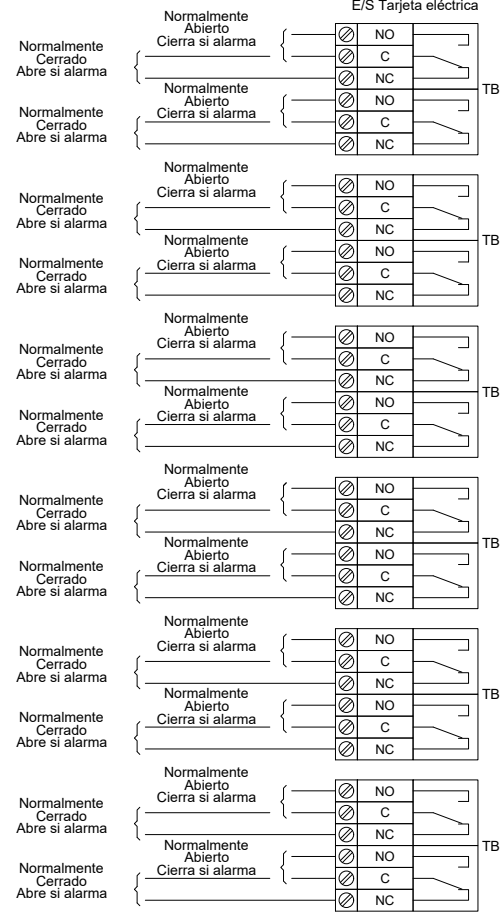 E/S Tarjeta eléctrica
Normalmente
Abierto
Cierra si alarma
NO
Normalmente
Cerrado
Abre si alarma
C
NC
TB
Normalmente
Abierto
Cierra si alarma
NO
Normalmente
Cerrado
Abre si alarma
C
NC
Normalmente
Abierto
Cierra si alarma
NO
Normalmente
Cerrado
Abre si alarma
C
NC
TB
Normalmente
Abierto
Cierra si alarma
NO
Normalmente
Cerrado
Abre si alarma
C
NC
Normalmente
Abierto
Cierra si alarma
NO
Normalmente
Cerrado
Abre si alarma
C
NC
TB
Normalmente
Abierto
Cierra si alarma
NO
Normalmente
Cerrado
Abre si alarma
C
NC
Normalmente
Abierto
Cierra si alarma
NO
Normalmente
Cerrado
Abre si alarma
C
NC
TB
Normalmente
Abierto
Cierra si alarma
NO
Normalmente
Cerrado
Abre si alarma
C
NC
Normalmente
Abierto
Cierra si alarma
NO
Normalmente
Cerrado
Abre si alarma
C
NC
TB
Normalmente
Abierto
Cierra si alarma
NO
Normalmente
Cerrado
Abre si alarma
C
NC
Normalmente
Abierto
Cierra si alarma
NO
Normalmente
Cerrado
Abre si alarma
C
NC
TB
Normalmente
Abierto
Cierra si alarma
NO
Normalmente
Cerrado
Abre si alarma
C
NC